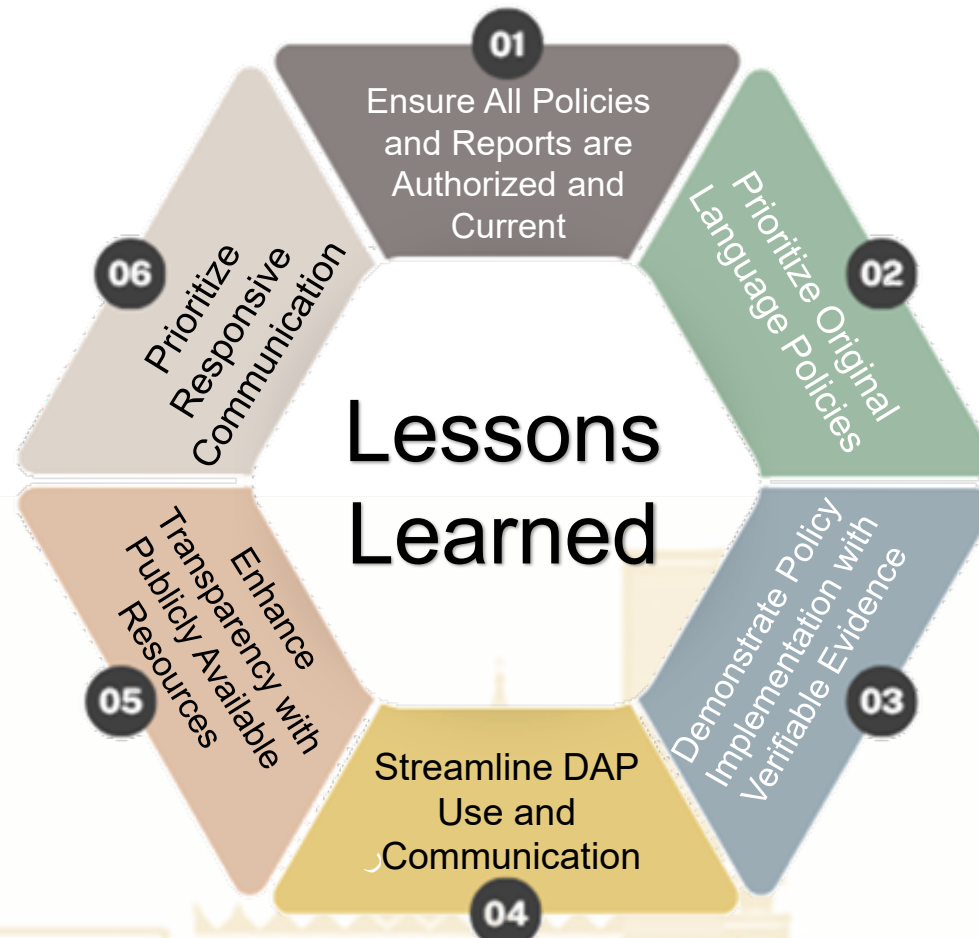 01
Ensure All Policies
and Reports are
Authorized and
Current
02
Prioritize Original
Language Policies
03
Demonstrate Policy
Implementation with
Verifiable Evidence
04
Streamline DAP
Use and
Communication
05
Enhance
Transparency with
Publicly Available
Resources
06
Prioritize
Responsive
Communication
Lessons
Learned